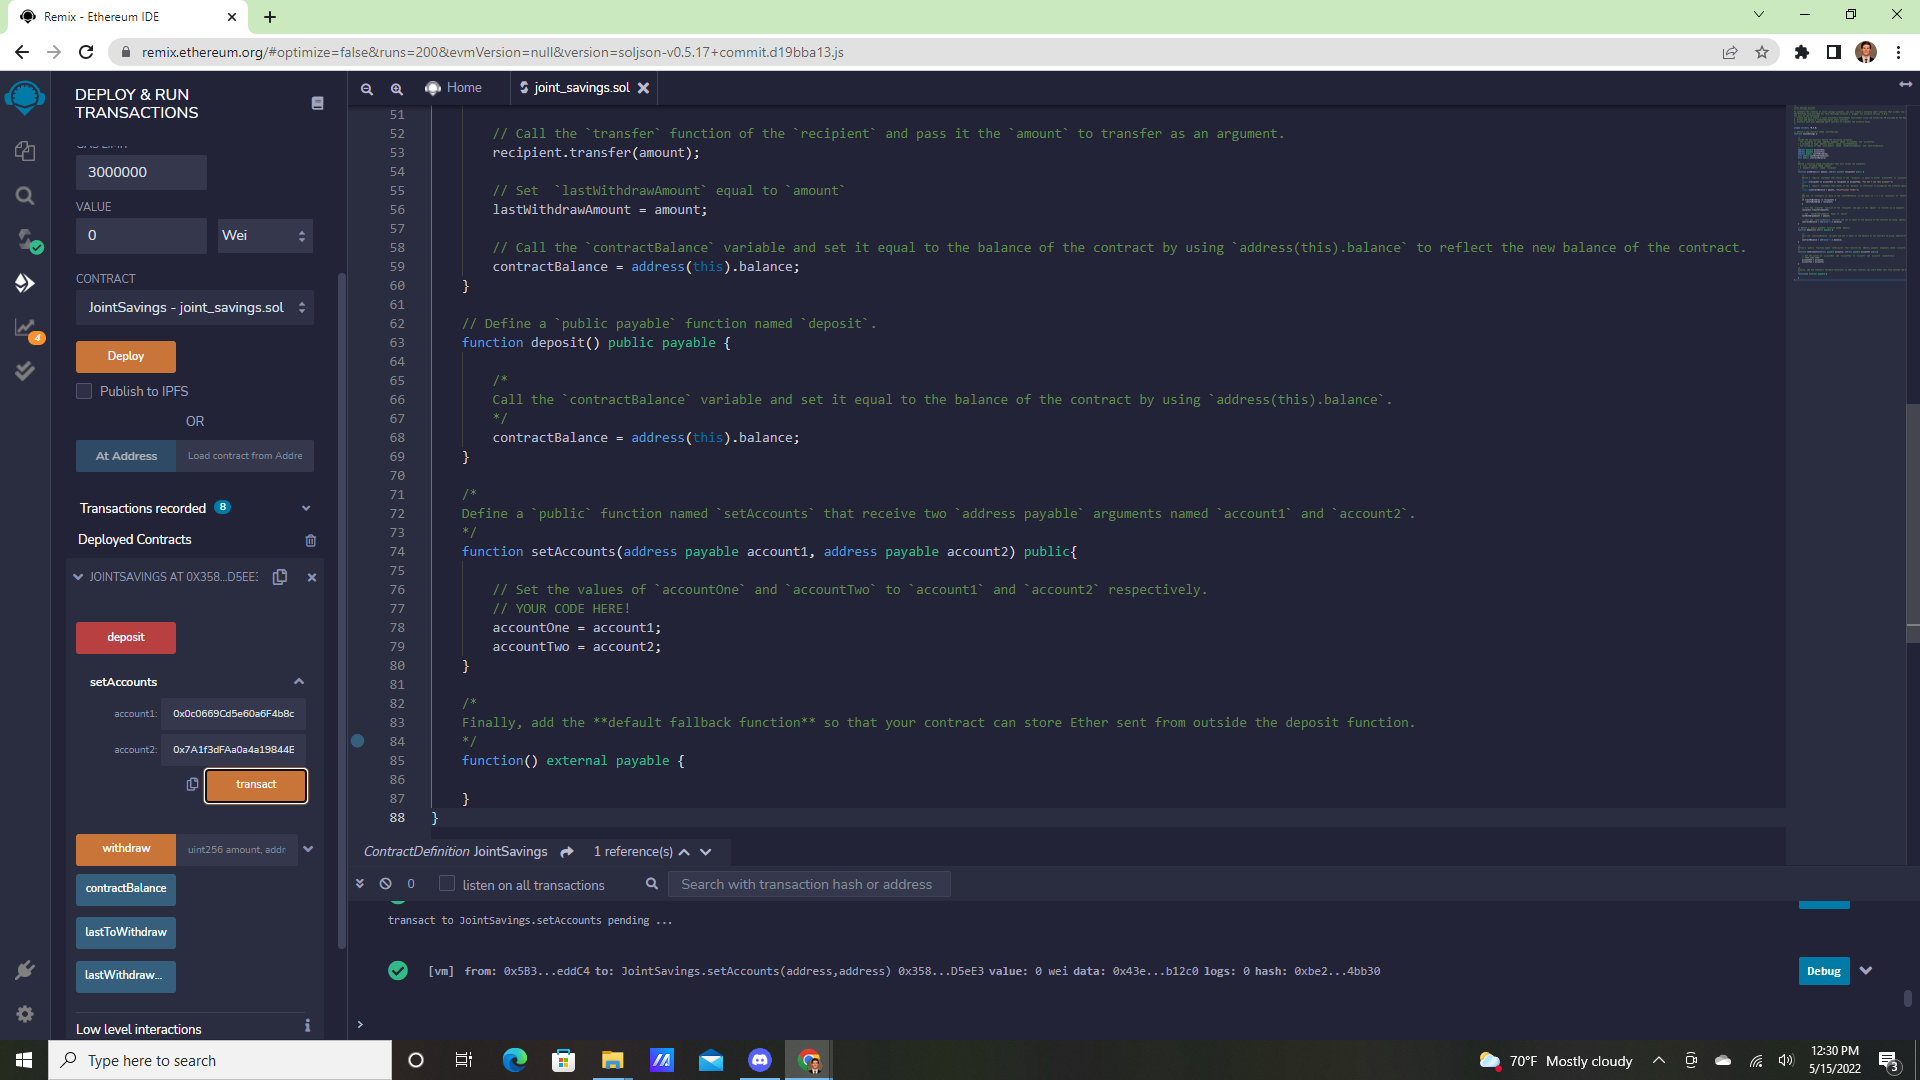 Remix - Ethereum IDE
remix.ethereum.org/#optimize=false&runs=200&evmVersion=null&version=soljson-v0.5.17+commit.d19bba13.js
DEPLOY & RUN
TRANSACTIONS
3000000
VALUE
0
Wei
CONTRACT
JointSavings - joint_savings.sol
Deploy
Publish to IPFS
OR
At Address
Load contract from Addre
Transactions recorded 8
Deployed Contracts
JOINTSAVINGS AT 0X358...D5EE3
deposit
setAccounts
account1: 0x0c0669Cd5e60a6F4b8c
account2: 0x7A1f3dFAa0a4a19844E
transact
withdraw
uint256 amount, addr
contractBalance
lastToWithdraw
lastWithdraw...
Low level interactions
4
Home
joint_savings.sol
51
52 // Call the `transfer` function of the `recipient` and pass it the `amount` to transfer as an argument.
53 recipient.transfer(amount);
54
55 // Set  `lastWithdrawAmount` equal to `amount`
56 lastWithdrawAmount = amount;
57
58 // Call the `contractBalance` variable and set it equal to the balance of the contract by using `address(this).balance` to reflect the new balance of the contract.
59 contractBalance = address(this).balance;
60 }
61
62 // Define a `public payable` function named `deposit`.
63 function deposit() public payable {
64
65 /*
66 Call the `contractBalance` variable and set it equal to the balance of the contract by using `address(this).balance`.
67 */
68 contractBalance = address(this).balance;
69 }
70
71 /*
72 Define a `public` function named `setAccounts` that receive two `address payable` arguments named `account1` and `account2`.
73 */
74 function setAccounts(address payable account1, address payable account2) public{
75
76 // Set the values of `accountOne` and `accountTwo` to `account1` and `account2` respectively.
77 // YOUR CODE HERE!
78 accountOne = account1;
79 accountTwo = account2;
80 }
81
82 /*
83 Finally, add the **default fallback function** so that your contract can store Ether sent from outside the deposit function.
84 */
85 function() external payable {
86
87 }
88 }
ContractDefinition JointSavings
1 reference(s)
0
listen on all transactions
Search with transaction hash or address
transact to JointSavings.setAccounts pending ...
[vm] from: 0x5B3...eddC4 to: JointSavings.setAccounts(address,address) 0x358...D5eE3 value: 0 wei data: 0x43e...b12c0 logs: 0 hash: 0xbe2...4bb30
Debug
>
Type here to search
70°F Mostly cloudy
12:30 PM
5/15/2022
3